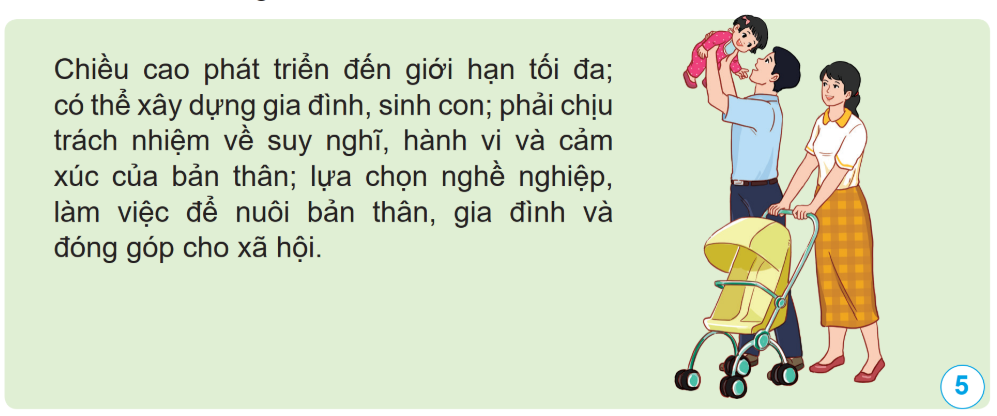 Chiều cao phát triển đến giới hạn tối đa;
có thể xây dựng gia đình, sinh con; phải chịu
trách nhiệm về suy nghĩ, hành vi và cảm
xúc của bản thân; lựa chọn nghề nghiệp,
làm việc để nuôi bản thân, gia đình và
đóng góp cho xã hội.
5